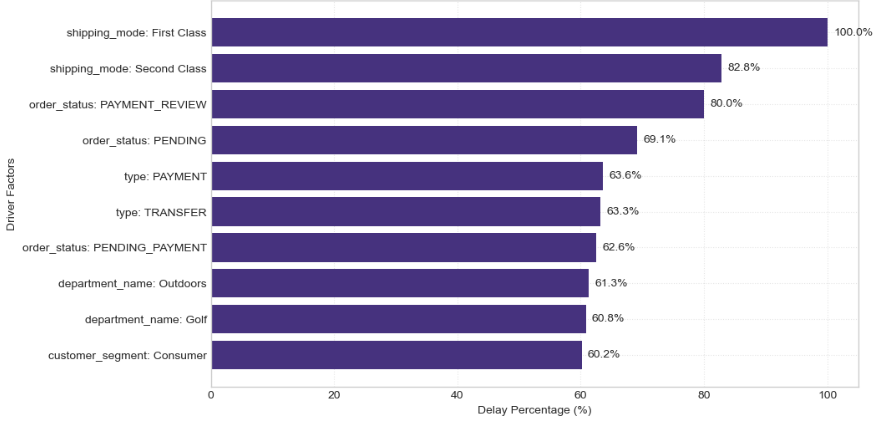 shipping_mode: First Class 100.0%
shipping_mode: Second Class 82.8%
order_status: PAYMENT_REVIEW 80.0%
order_status: PENDING 69.1%
type: PAYMENT 63.6%
type: TRANSFER 63.3%
order_status: PENDING_PAYMENT 62.6%
department_name: Outdoors 61.3%
department_name: Golf 60.8%
customer_segment: Consumer 60.2%
Driver Factors
0 20 40 60 80 100
Delay Percentage (%)